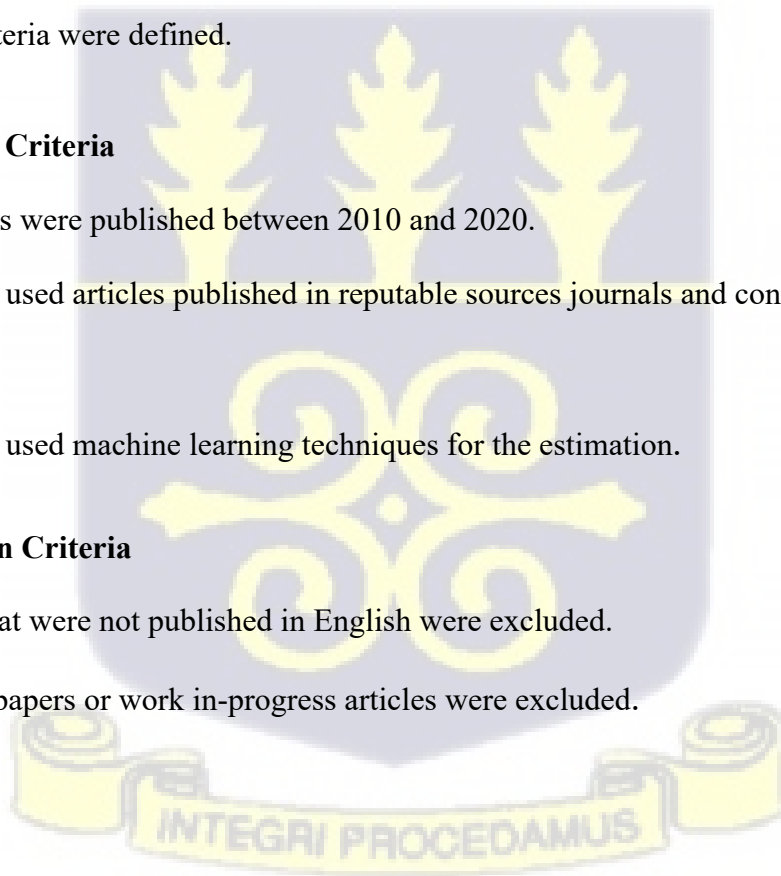 teria were defined.
Criteria
s were published between 2010 and 2020.
used articles published in reputable sources journals and con
used machine learning techniques for the estimation.
n Criteria
at were not published in English were excluded.
papers or work in-progress articles were excluded.
INTEGRI PROCEDAMUS